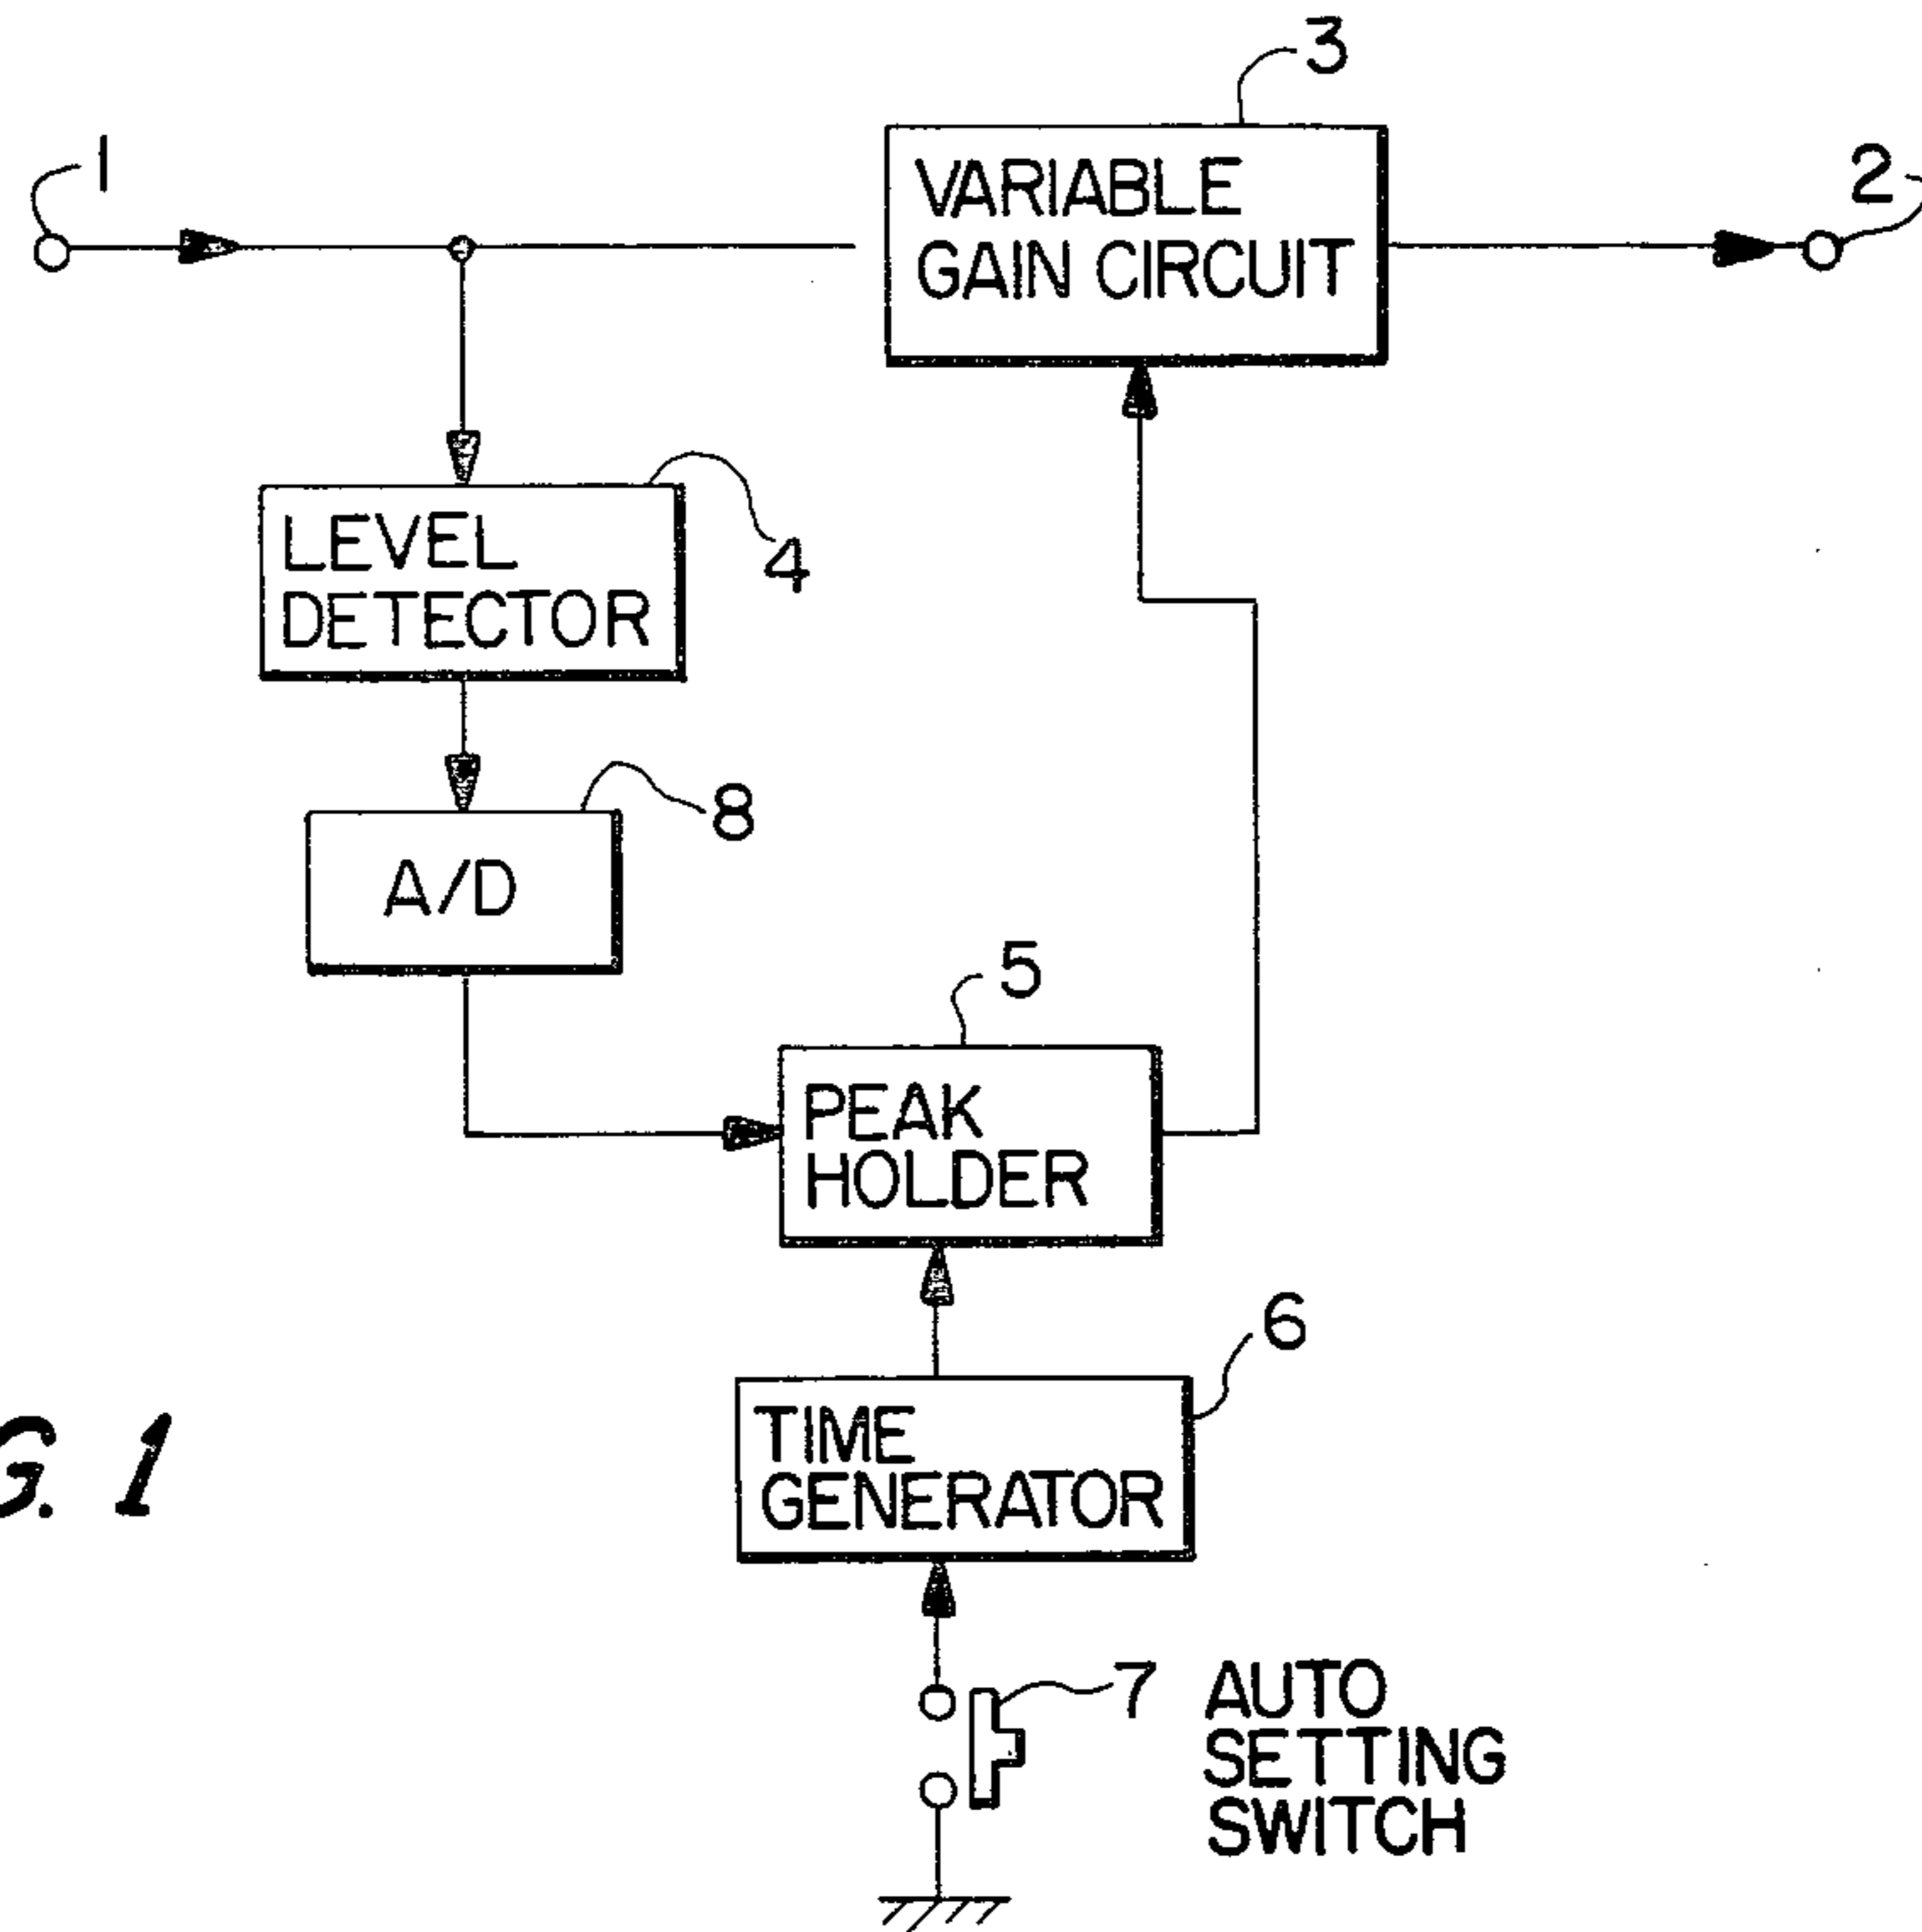 3
1
VARIABLE
GAIN CIRCUIT
2
LEVEL
DETECTOR
4
8
A/D
5
PEAK
HOLDER
6
TIME
GENERATOR
G. 1
7
AUTO
SETTING
SWITCH